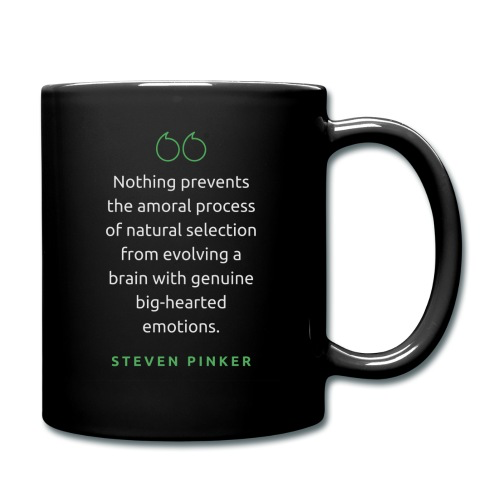 Nothing prevents
the amoral process
of natural selection
from evolving a
brain with genuine
big-hearted
emotions.
STEVEN PINKER